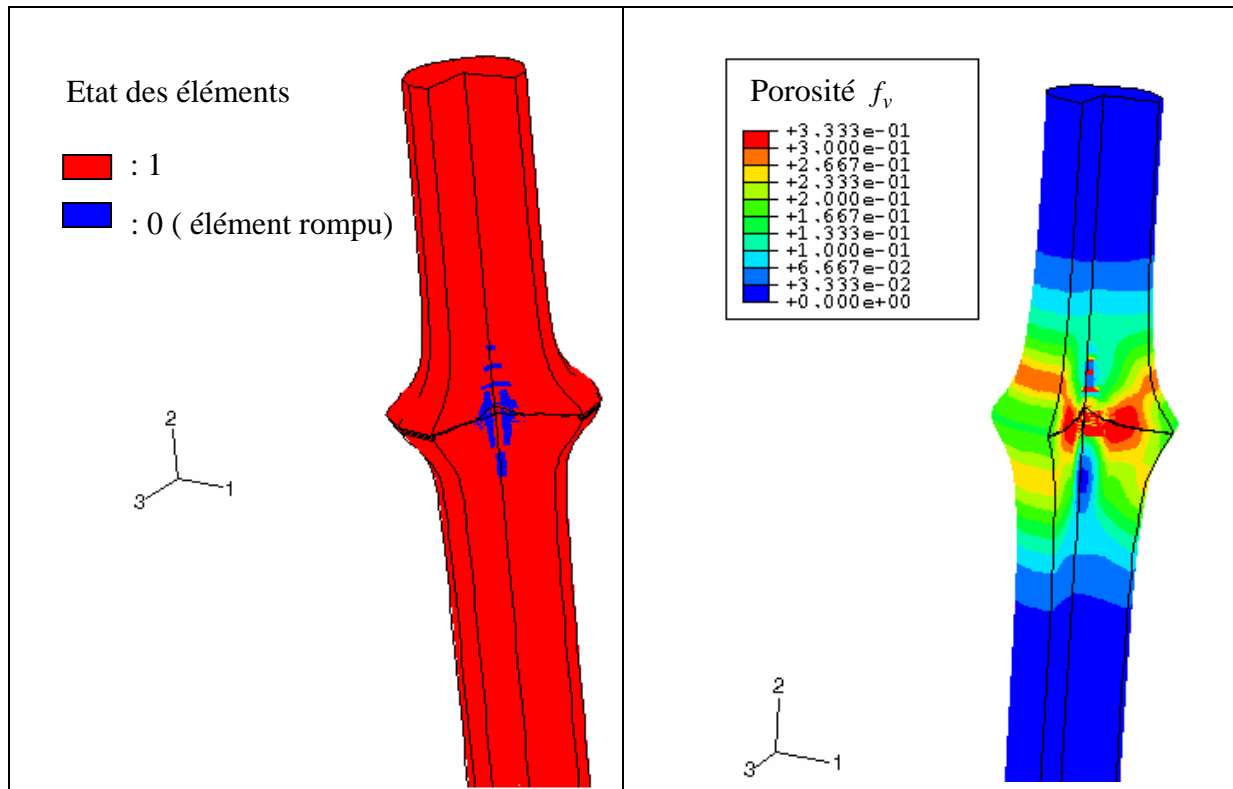 Etat des éléments
: 1
: 0 ( élément rompu)
2
3
1
Porosité f_v
+3.333e-01
+3.000e-01
+2.667e-01
+2.333e-01
+2.000e-01
+1.667e-01
+1.333e-01
+1.000e-01
+6.667e-02
+3.333e-02
+0.000e+00
2
3
1